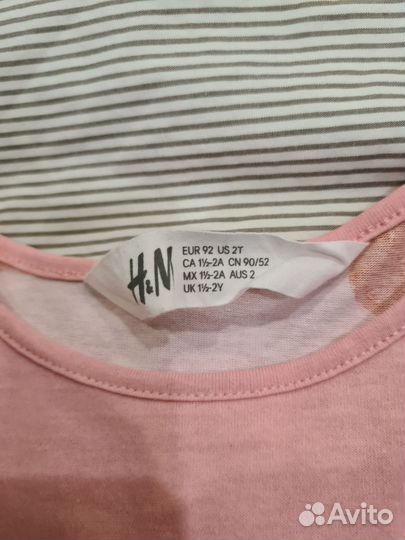 H&M
EUR 92 US 2T
CA 1½-2A CN 90/52
MX 1½-2A AUS 2
UK 1½-2Y
Avito